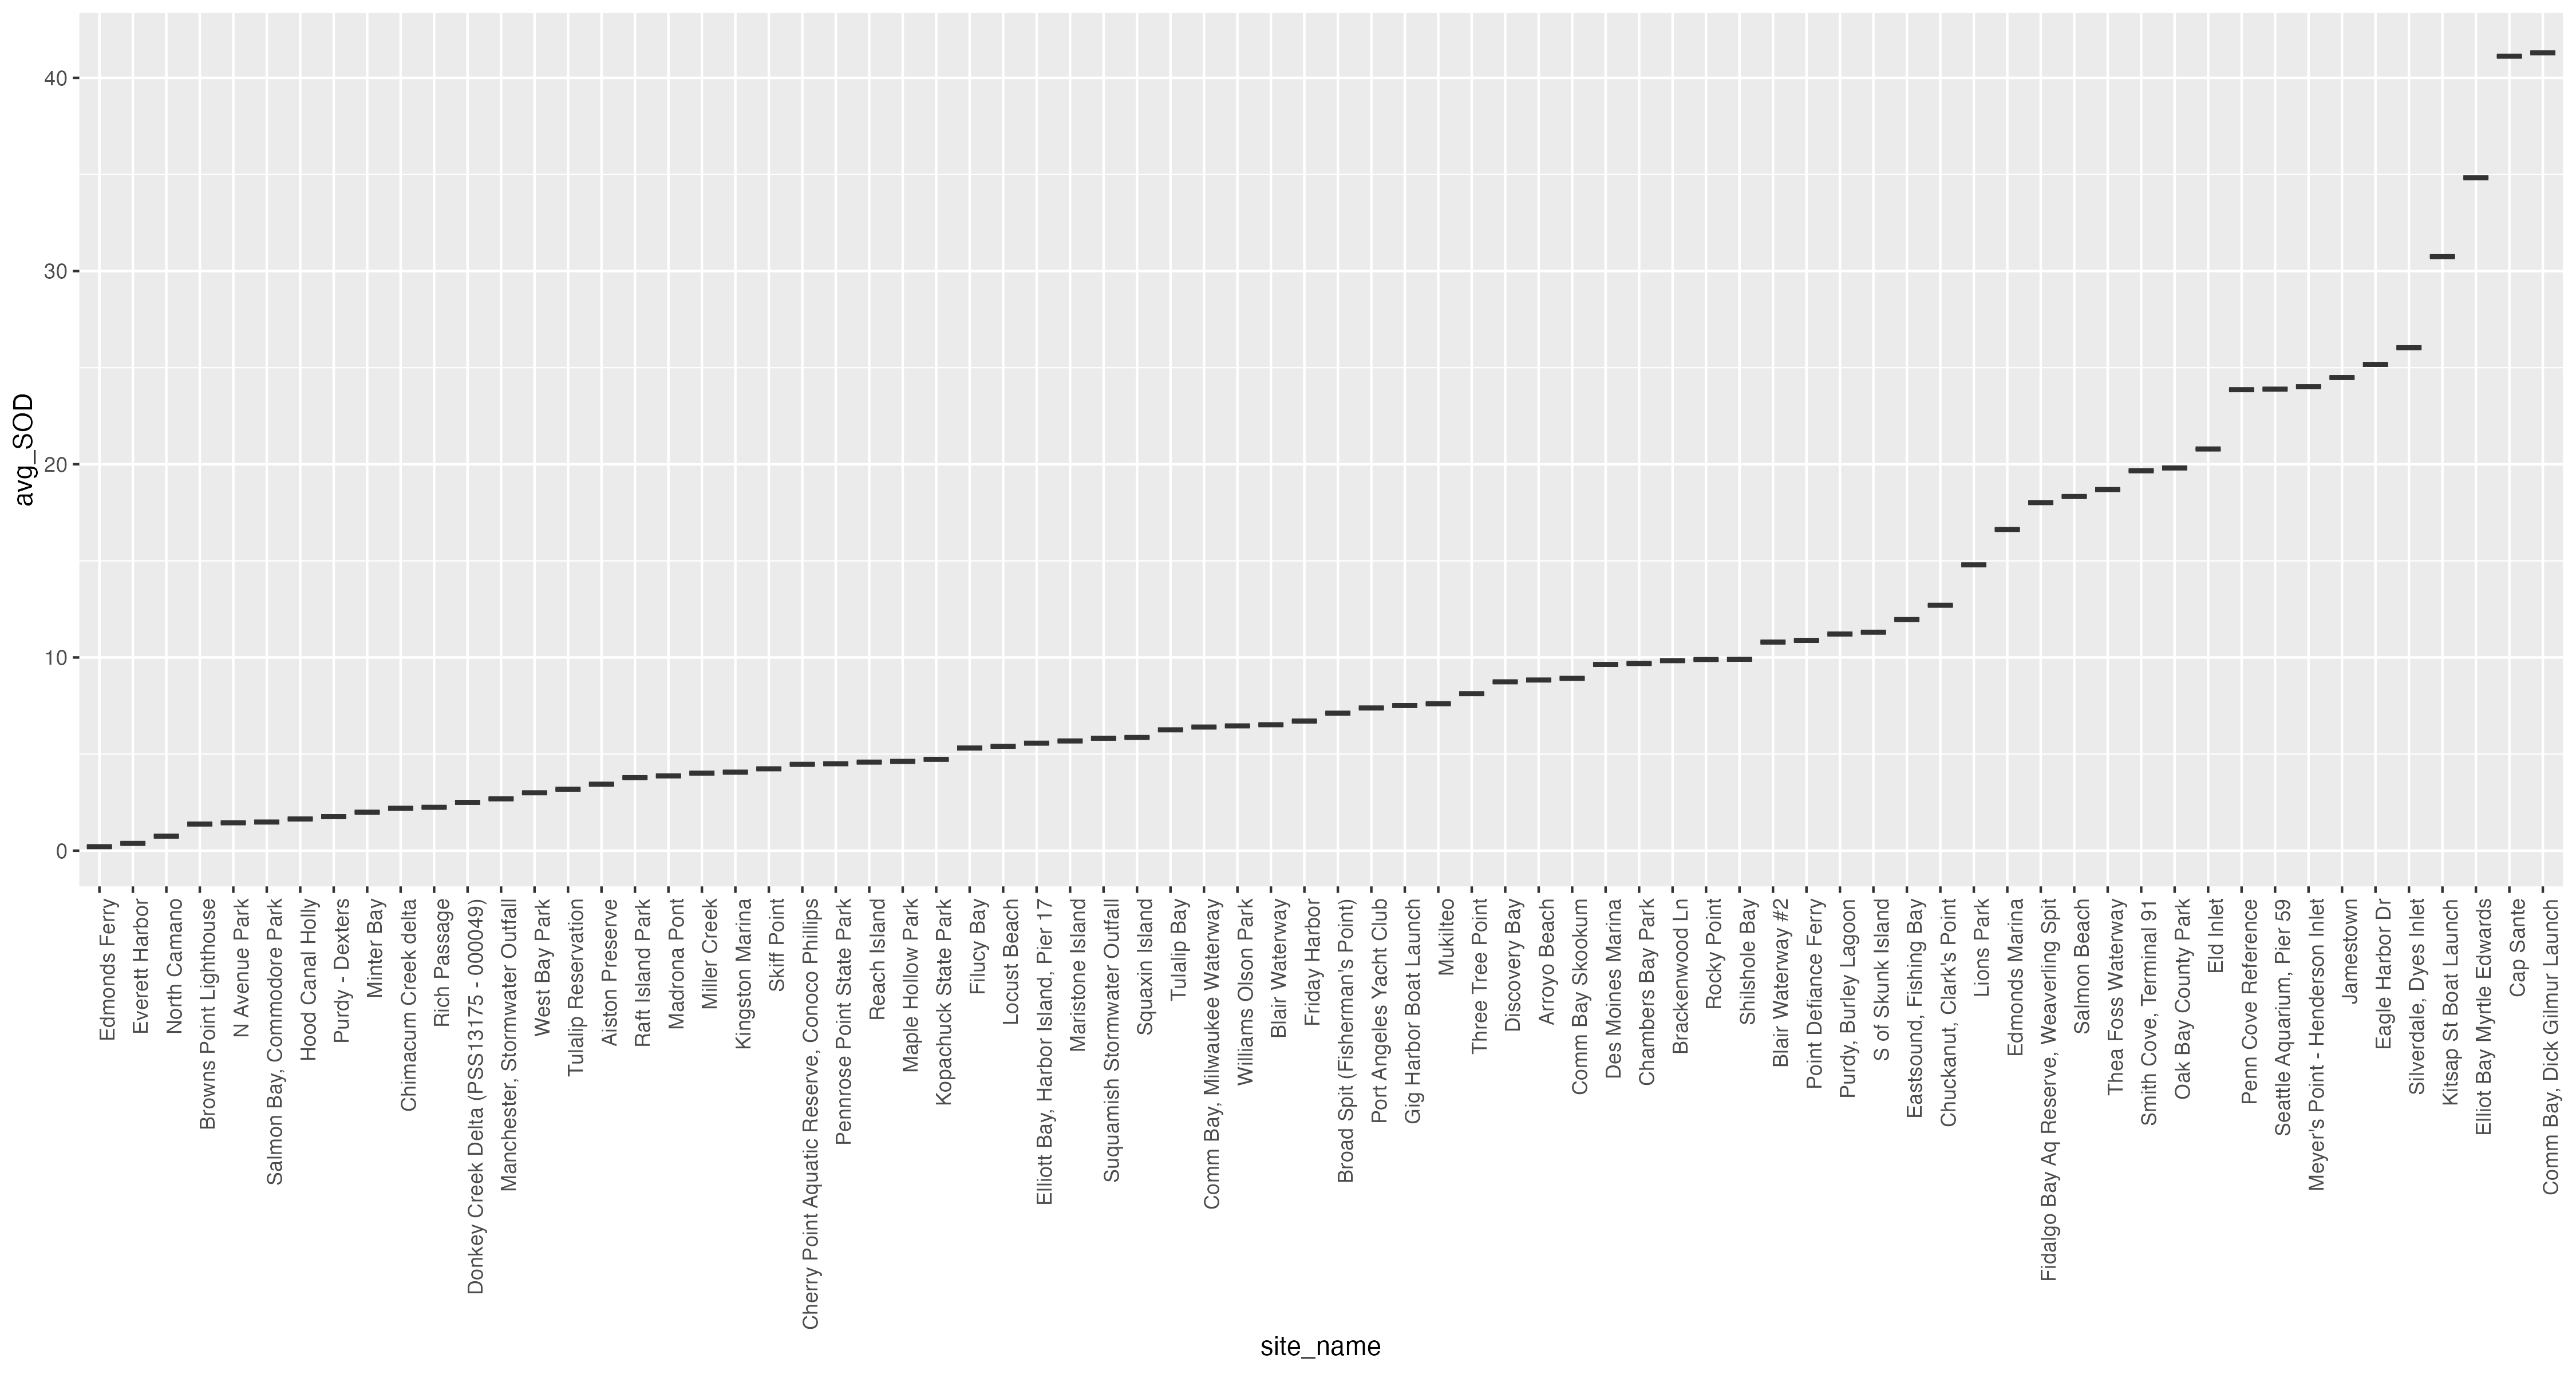 avg_SOD
40
30
20
10
0
Edmonds Ferry
Everett Harbor
North Camano
Browns Point Lighthouse
N Avenue Park
Salmon Bay, Commodore Park
Hood Canal Holly
Purdy - Dexters
Minter Bay
Chimacum Creek delta
Rich Passage
Donkey Creek Delta (PSS13175 - 000049)
Manchester, Stormwater Outfall
West Bay Park
Tulalip Reservation
Aiston Preserve
Raft Island Park
Madrona Pont
Miller Creek
Kingston Marina
Skiff Point
Cherry Point Aquatic Reserve, Conoco Phillips
Pennrose Point State Park
Reach Island
Maple Hollow Park
Kopachuck State Park
Filucy Bay
Locust Beach
Elliott Bay, Harbor Island, Pier 17
Maristone Island
Suquamish Stormwater Outfall
Squaxin Island
Tulalip Bay
Comm Bay, Milwaukee Waterway
Williams Olson Park
Blair Waterway
Friday Harbor
Broad Spit (Fisherman's Point)
Port Angeles Yacht Club
Gig Harbor Boat Launch
Mukilteo
Three Tree Point
Discovery Bay
Arroyo Beach
Comm Bay Skookum
Des Moines Marina
Chambers Bay Park
Brackenwood Ln
Rocky Point
Shilshole Bay
Blair Waterway #2
Point Defiance Ferry
Purdy, Burley Lagoon
S of Skunk Island
Eastsound, Fishing Bay
Chuckanut, Clark's Point
Lions Park
Edmonds Marina
Fidalgo Bay Aq Reserve, Weaverling Spit
Salmon Beach
Thea Foss Waterway
Smith Cove, Terminal 91
Oak Bay County Park
Eld Inlet
Penn Cove Reference
Seattle Aquarium, Pier 59
Meyer's Point - Henderson Inlet
Jamestown
Eagle Harbor Dr
Silverdale, Dyes Inlet
Kitsap St Boat Launch
Elliot Bay Myrtle Edwards
Cap Sante
Comm Bay, Dick Gilmur Launch
site_name